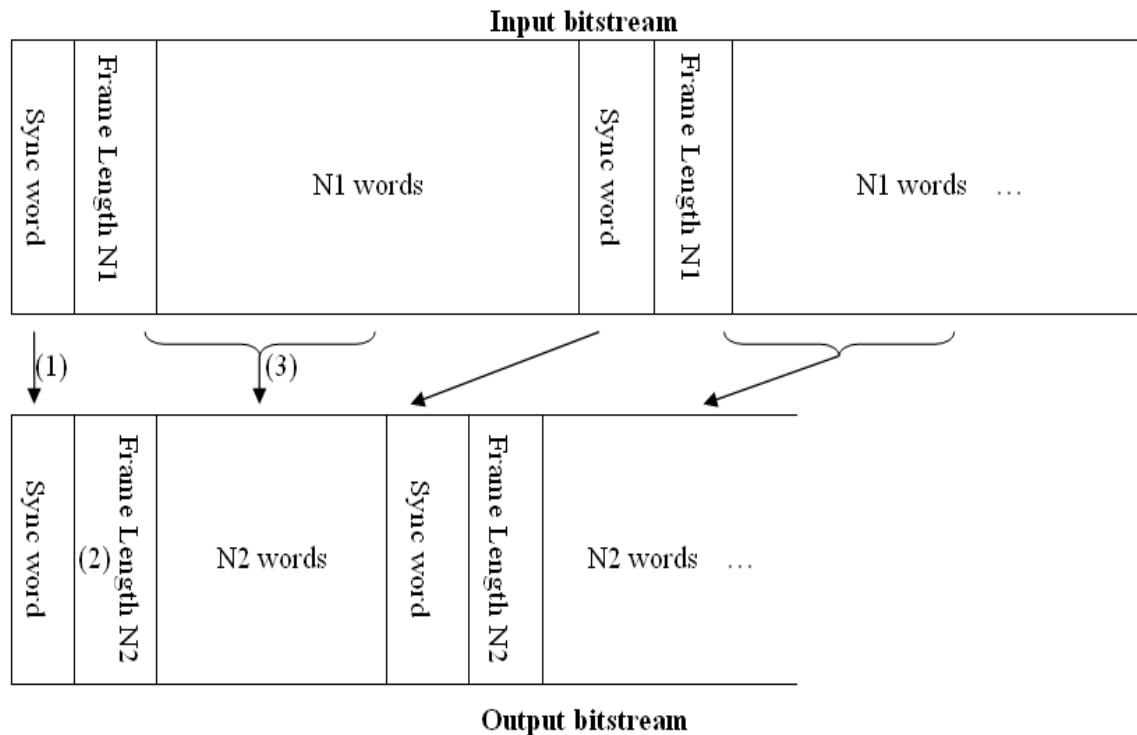 Input bitstream
Sync word
Frame Length N1
N1 words
Sync word
Frame Length N1
N1 words …
(1)
(3)
Sync word
(2)
Frame Length N2
N2 words
Sync word
Frame Length N2
N2 words …
Output bitstream